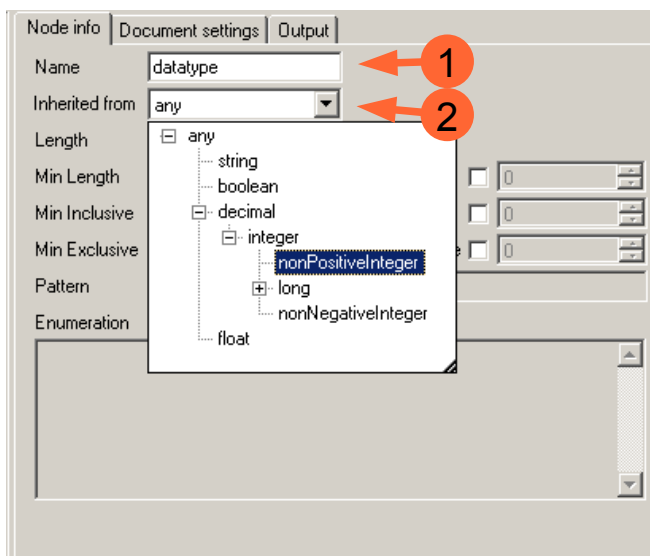 Node info Document settings Output
Name datatype 1
Inherited from any 2
Length
any
string
Min Length 0
boolean
Min Inclusive decimal 0
integer
Min Exclusive nonPositiveInteger e 0
Pattern long
nonNegativeInteger
Enumeration
float